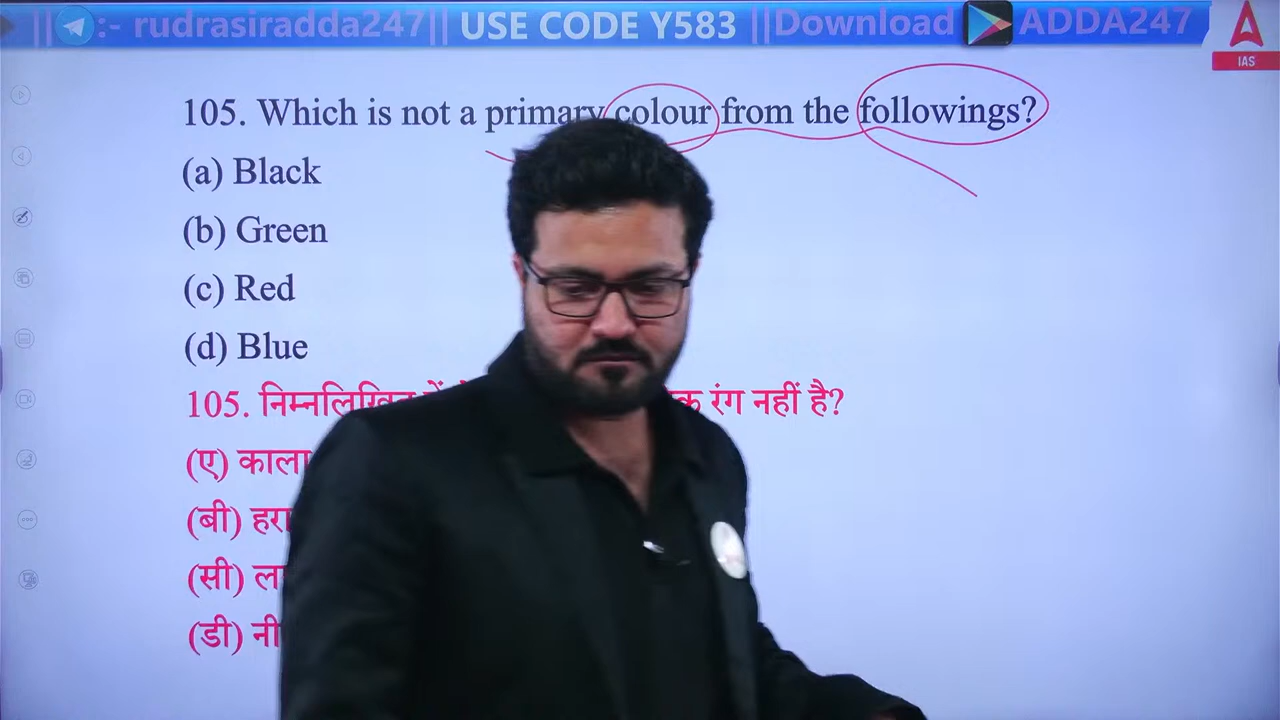 ||:- rudrasiradda247|| USE CODE Y583 ||Download ADDA247
IAS
105. Which is not a primary colour from the followings?
(a) Black
(b) Green
(c) Red
(d) Blue
105. निम्नलिखित में रंग नहीं है?
(ए) काला
(बी) हरा
(सी)
(डी)